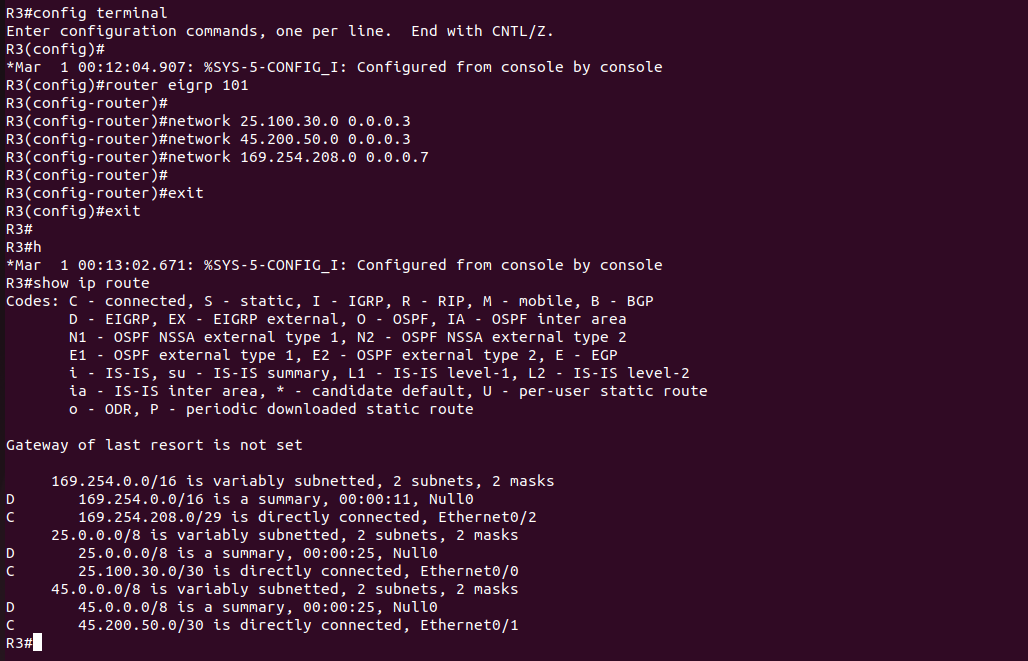 R3#config terminal
Enter configuration commands, one per line.  End with CNTL/Z.
R3(config)#
*Mar  1 00:12:04.907: %SYS-5-CONFIG_I: Configured from console by console
R3(config)#router eigrp 101
R3(config-router)#
R3(config-router)#network 25.100.30.0 0.0.0.3
R3(config-router)#network 45.200.50.0 0.0.0.3
R3(config-router)#network 169.254.208.0 0.0.0.7
R3(config-router)#
R3(config-router)#exit
R3(config)#exit
R3#
R3#h
*Mar  1 00:13:02.671: %SYS-5-CONFIG_I: Configured from console by console
R3#show ip route
Codes: C - connected, S - static, I - IGRP, R - RIP, M - mobile, B - BGP
       D - EIGRP, EX - EIGRP external, O - OSPF, IA - OSPF inter area
       N1 - OSPF NSSA external type 1, N2 - OSPF NSSA external type 2
       E1 - OSPF external type 1, E2 - OSPF external type 2, E - EGP
       i - IS-IS, su - IS-IS summary, L1 - IS-IS level-1, L2 - IS-IS level-2
       ia - IS-IS inter area, * - candidate default, U - per-user static route
       o - ODR, P - periodic downloaded static route

Gateway of last resort is not set

     169.254.0.0/16 is variably subnetted, 2 subnets, 2 masks
D       169.254.0.0/16 is a summary, 00:00:11, Null0
C       169.254.208.0/29 is directly connected, Ethernet0/2
     25.0.0.0/8 is variably subnetted, 2 subnets, 2 masks
D       25.0.0.0/8 is a summary, 00:00:25, Null0
C       25.100.30.0/30 is directly connected, Ethernet0/0
     45.0.0.0/8 is variably subnetted, 2 subnets, 2 masks
D       45.0.0.0/8 is a summary, 00:00:25, Null0
C       45.200.50.0/30 is directly connected, Ethernet0/1
R3#